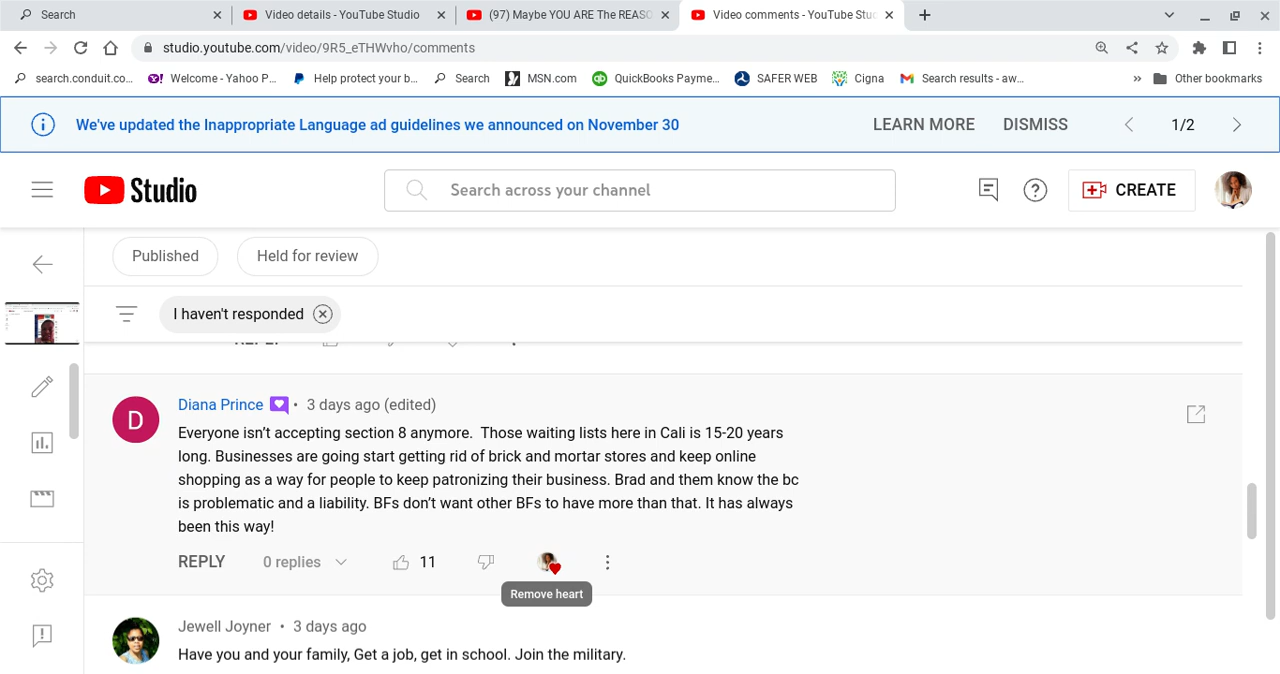 Search
Video details - YouTube Studio
(97) Maybe YOU ARE The REASO
Video comments - YouTube Stu
studio.youtube.com/video/9R5_eTHWvho/comments
search.conduit.co...
Welcome - Yahoo P...
Help protect your b...
Search
MSN.com
QuickBooks Payme...
SAFER WEB
Cigna
Search results - aw...
»
Other bookmarks
We've updated the Inappropriate Language ad guidelines we announced on November 30
LEARN MORE
DISMISS
1/2
Studio
Search across your channel
CREATE
Published
Held for review
I haven't responded
Diana Prince • 3 days ago (edited)
Everyone isn’t accepting section 8 anymore. Those waiting lists here in Cali is 15-20 years
long. Businesses are going start getting rid of brick and mortar stores and keep online
shopping as a way for people to keep patronizing their business. Brad and them know the bc
is problematic and a liability. BFs don’t want other BFs to have more than that. It has always
been this way!
REPLY 0 replies 11
Remove heart
Jewell Joyner • 3 days ago
Have you and your family, Get a job, get in school. Join the military.